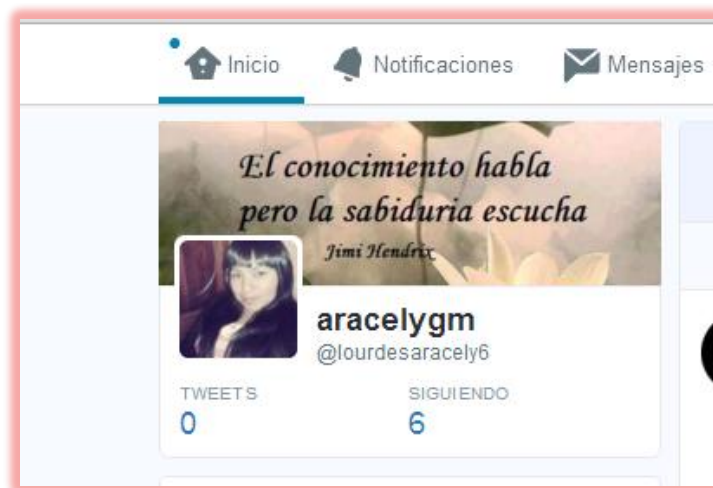 Inicio Notificaciones Mensajes
El conocimiento habla
pero la sabiduria escucha
Jimi Hendrix
aracelygm
@lourdesaracely6
TWEETS SIGUIENDO
0 6